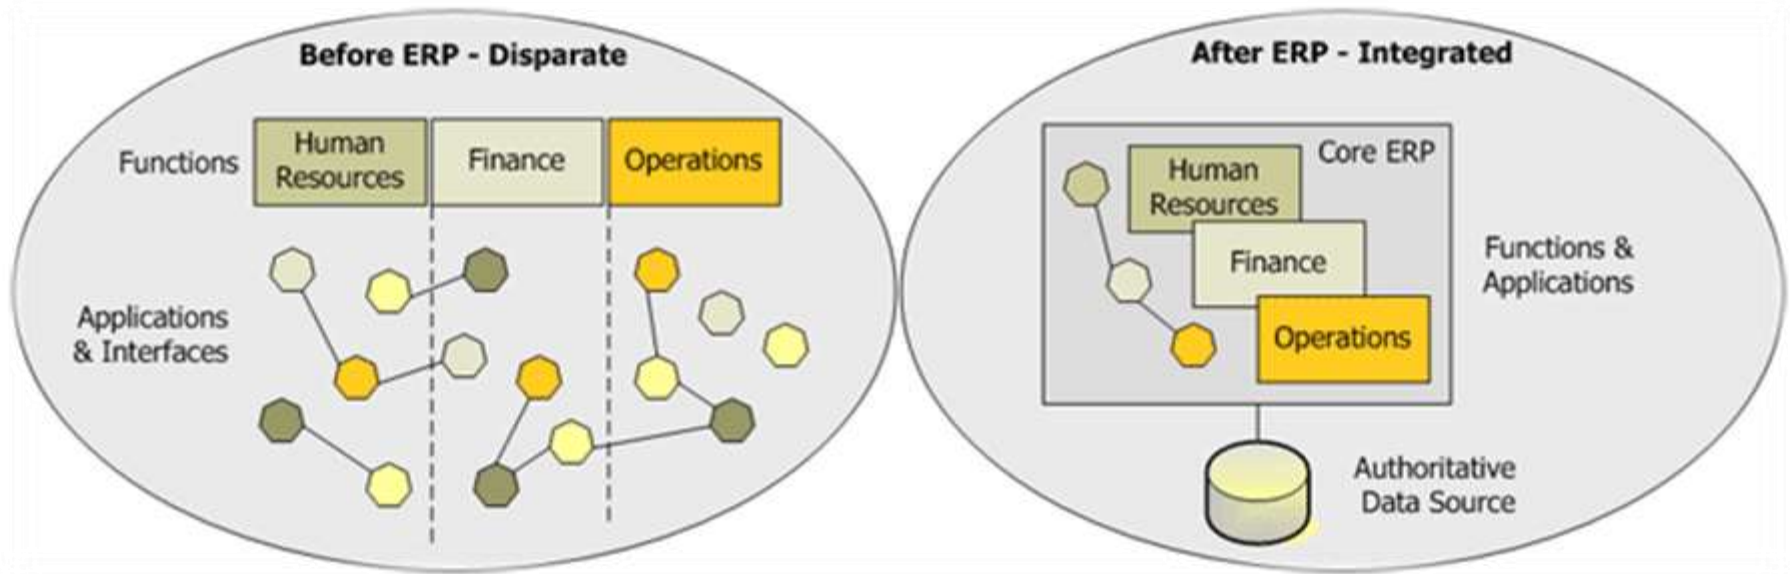 Before ERP - Disparate
Functions
Human
Resources
Finance
Operations
Applications
& Interfaces
After ERP - Integrated
Core ERP
Human
Resources
Finance
Operations
Functions &
Applications
Authoritative
Data Source